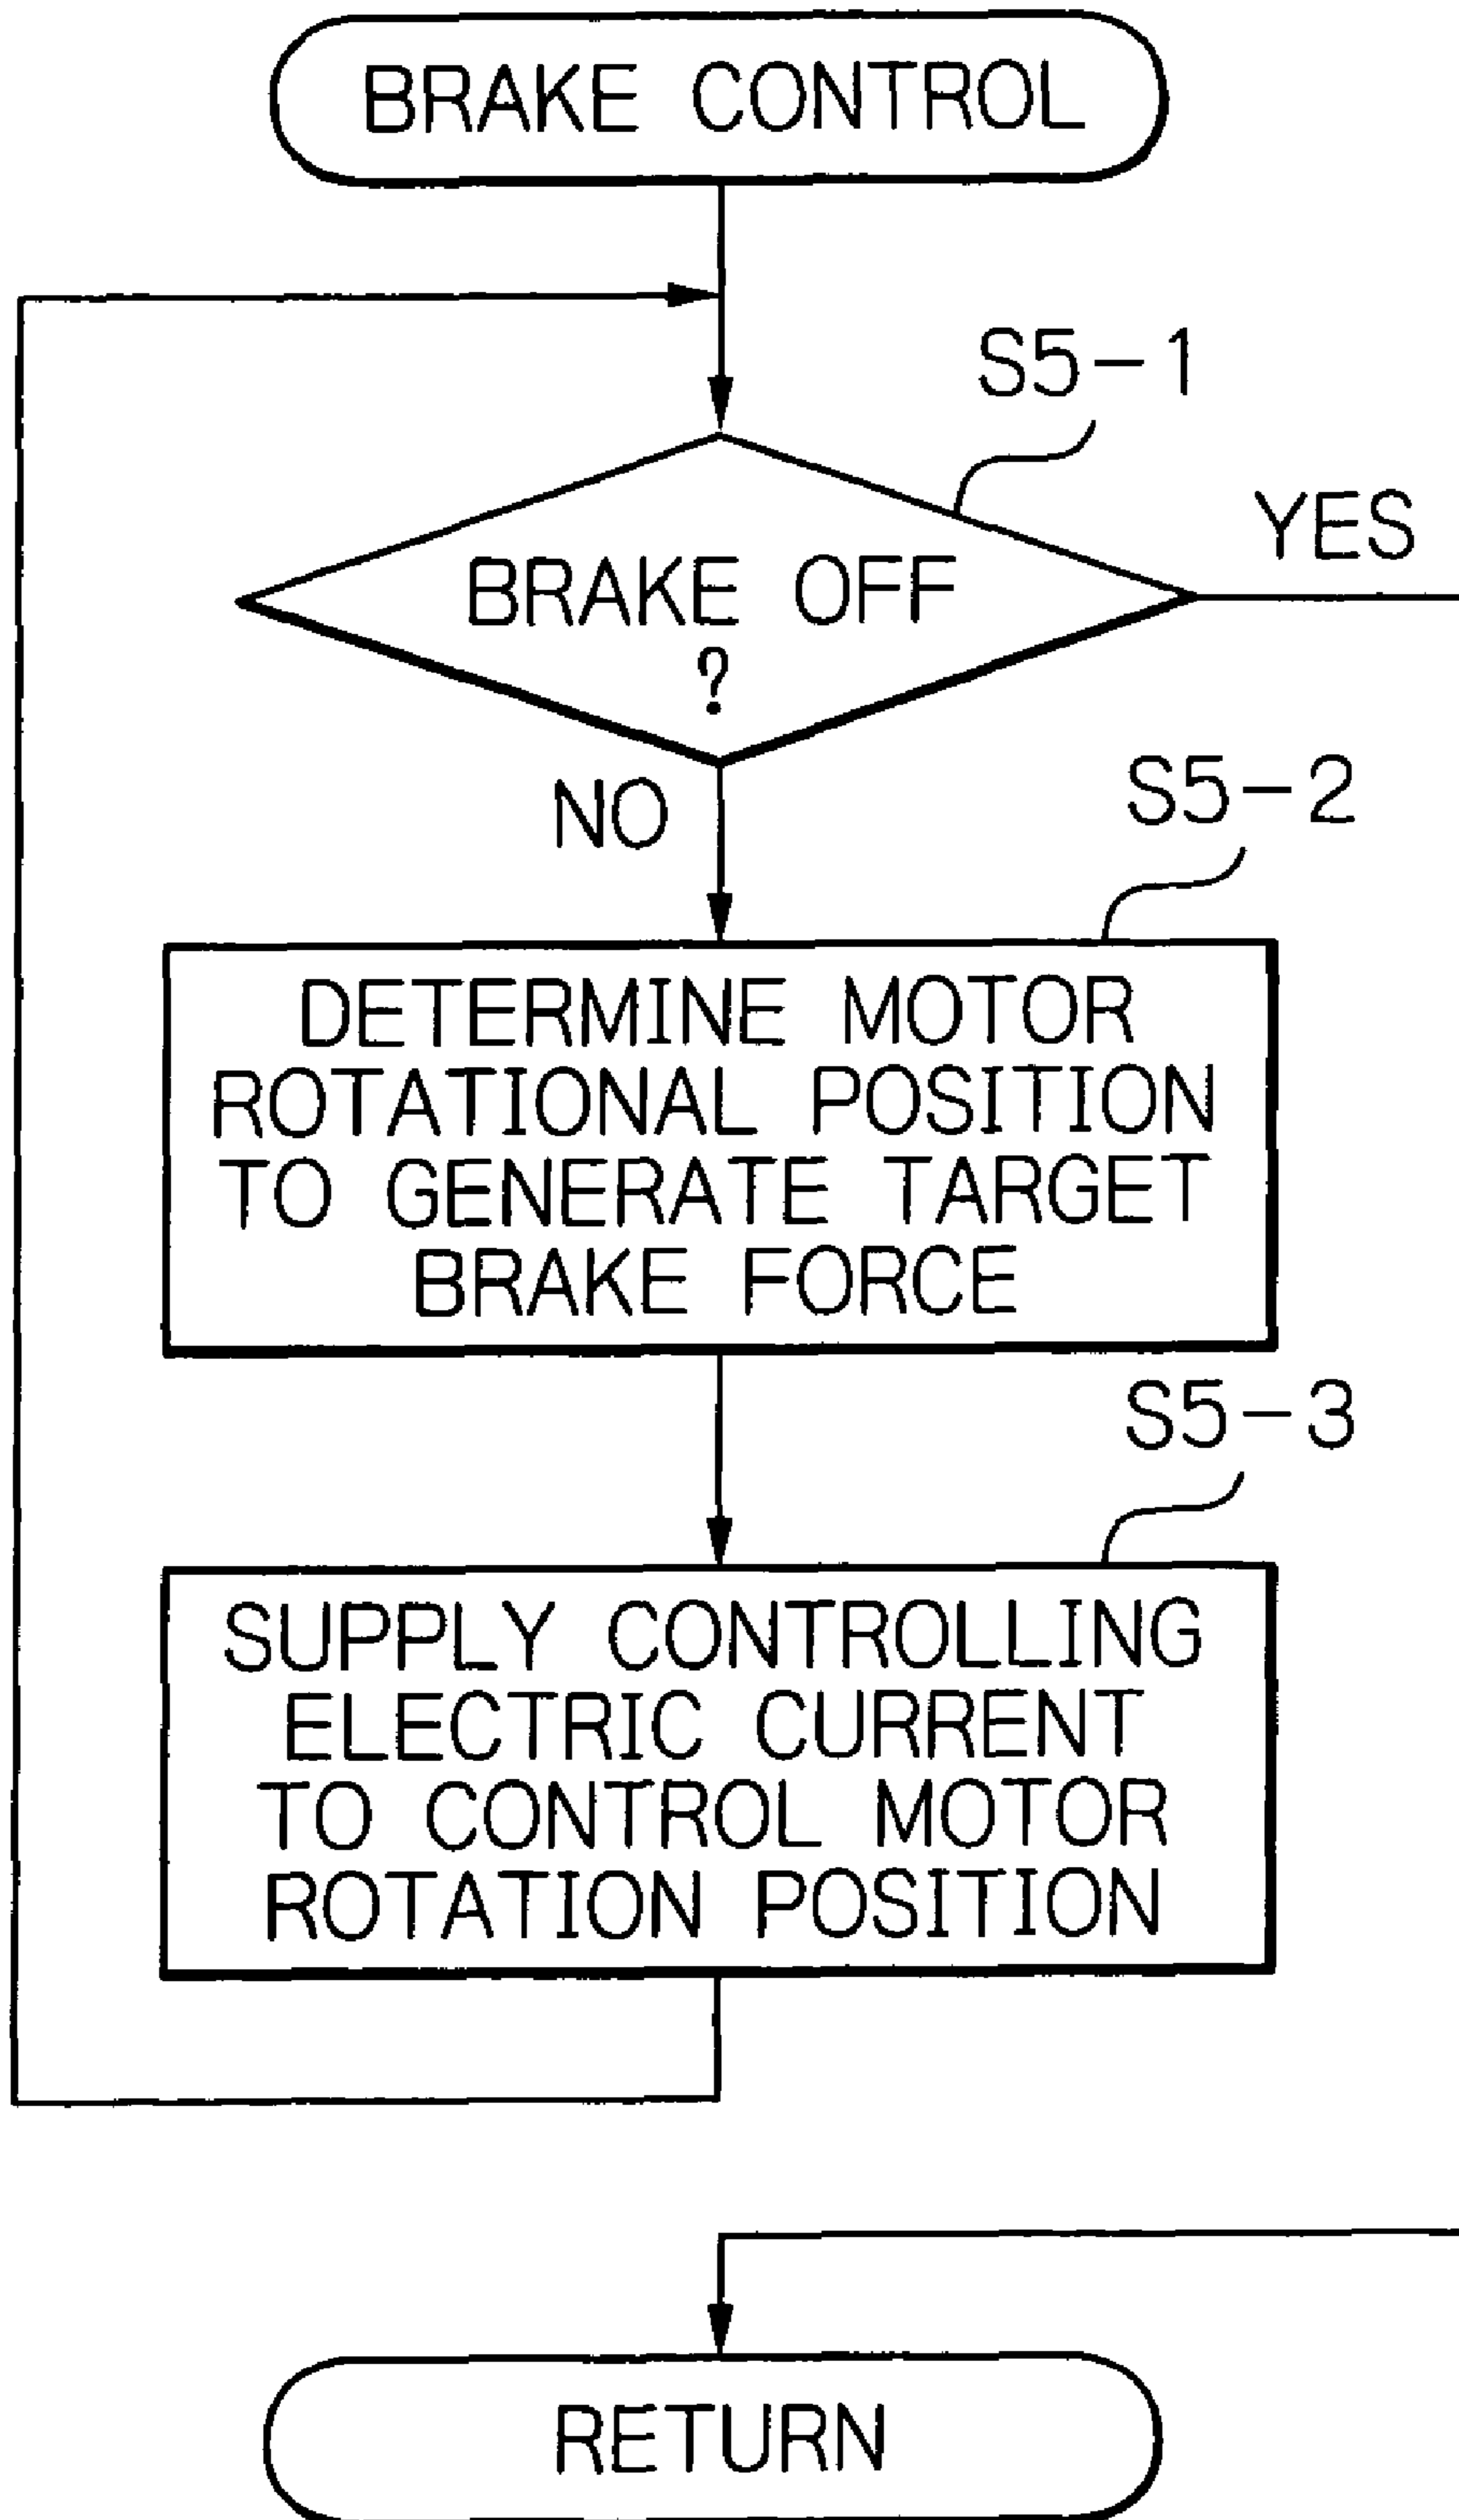 BRAKE CONTROL
S5-1
YES
BRAKE OFF
?
NO
S5-2
DETERMINE MOTOR
ROTATIONAL POSITION
TO GENERATE TARGET
BRAKE FORCE
S5-3
SUPPLY CONTROLLING
ELECTRIC CURRENT
TO CONTROL MOTOR
ROTATION POSITION
RETURN